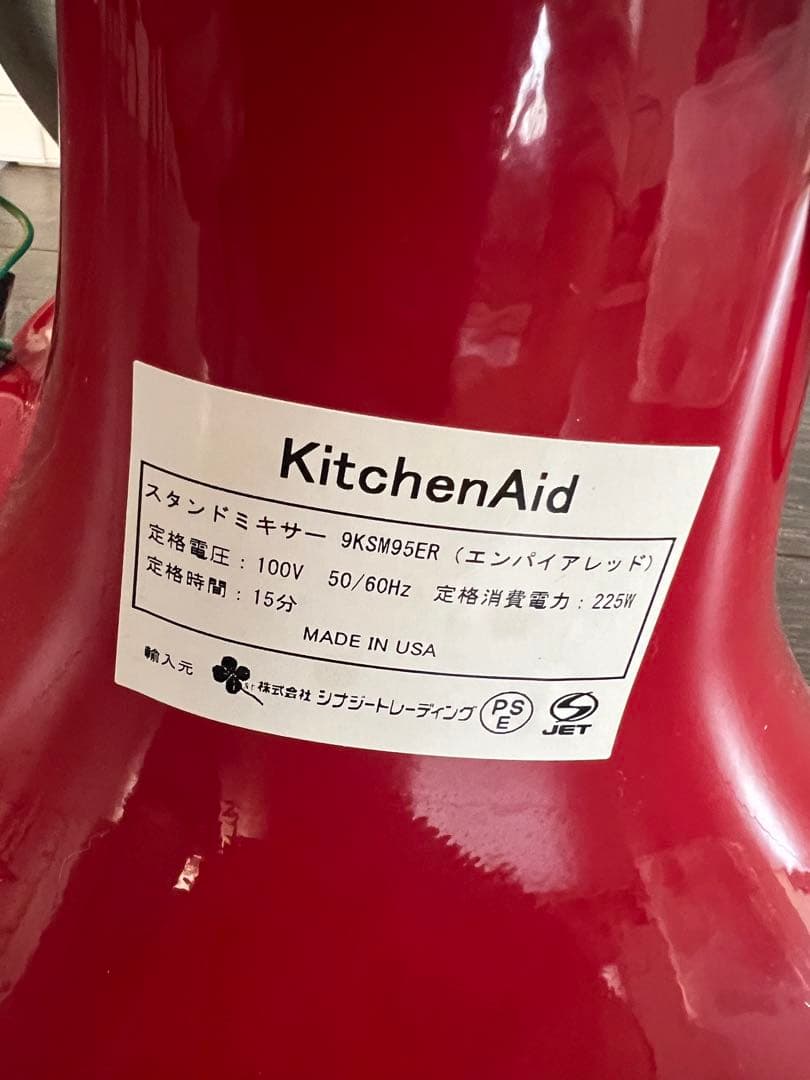 KitchenAid
スタンドミキサー 9KSM95ER (エンパイアレッド)
定格電圧：100V 50/60Hz 定格消費電力：225W
定格時間：15分
MADE IN USA
輸入元 株式会社 シナジートレーディング PSE JET